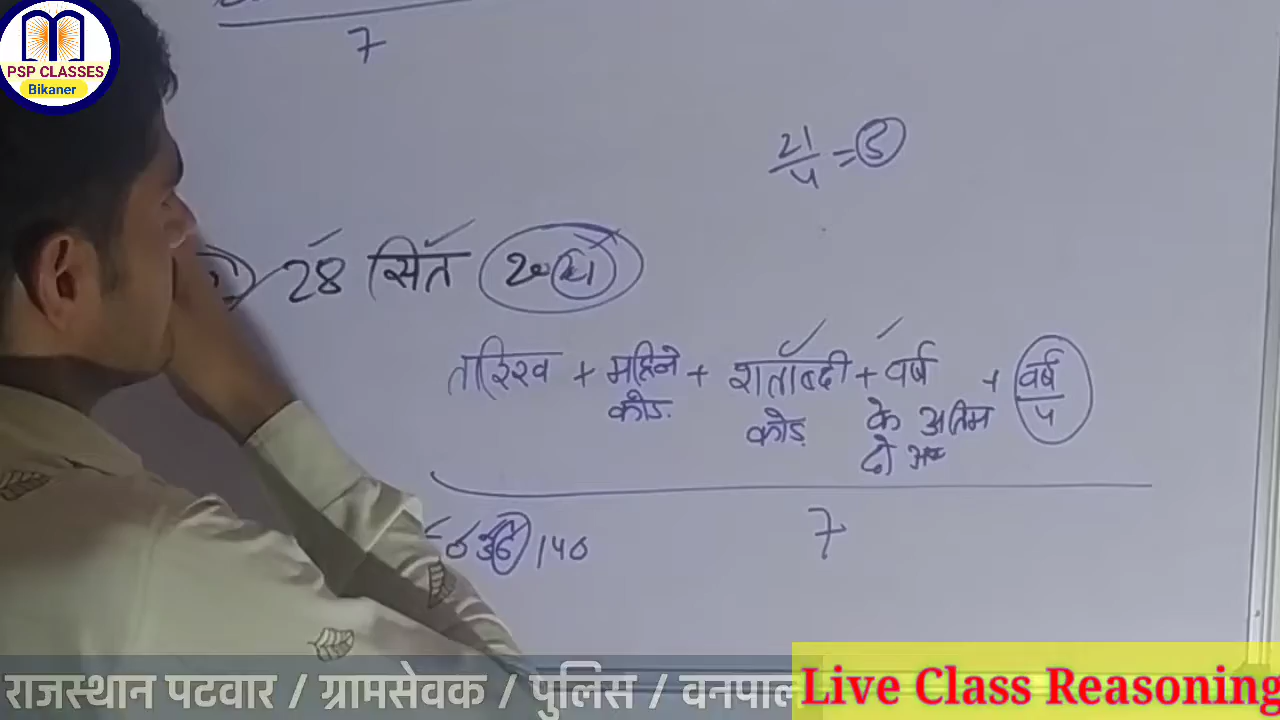 PSP CLASSES
Bikaner
7
21/4 = 5
28 सित 2021
तारिख + महिने कोड + शताब्दी कोड + वर्ष के अंतिम दो अंक + वर्ष/4
7
036 140
राजस्थान पटवार / ग्रामसेवक / पुलिस / वनपाल
Live Class Reasoning